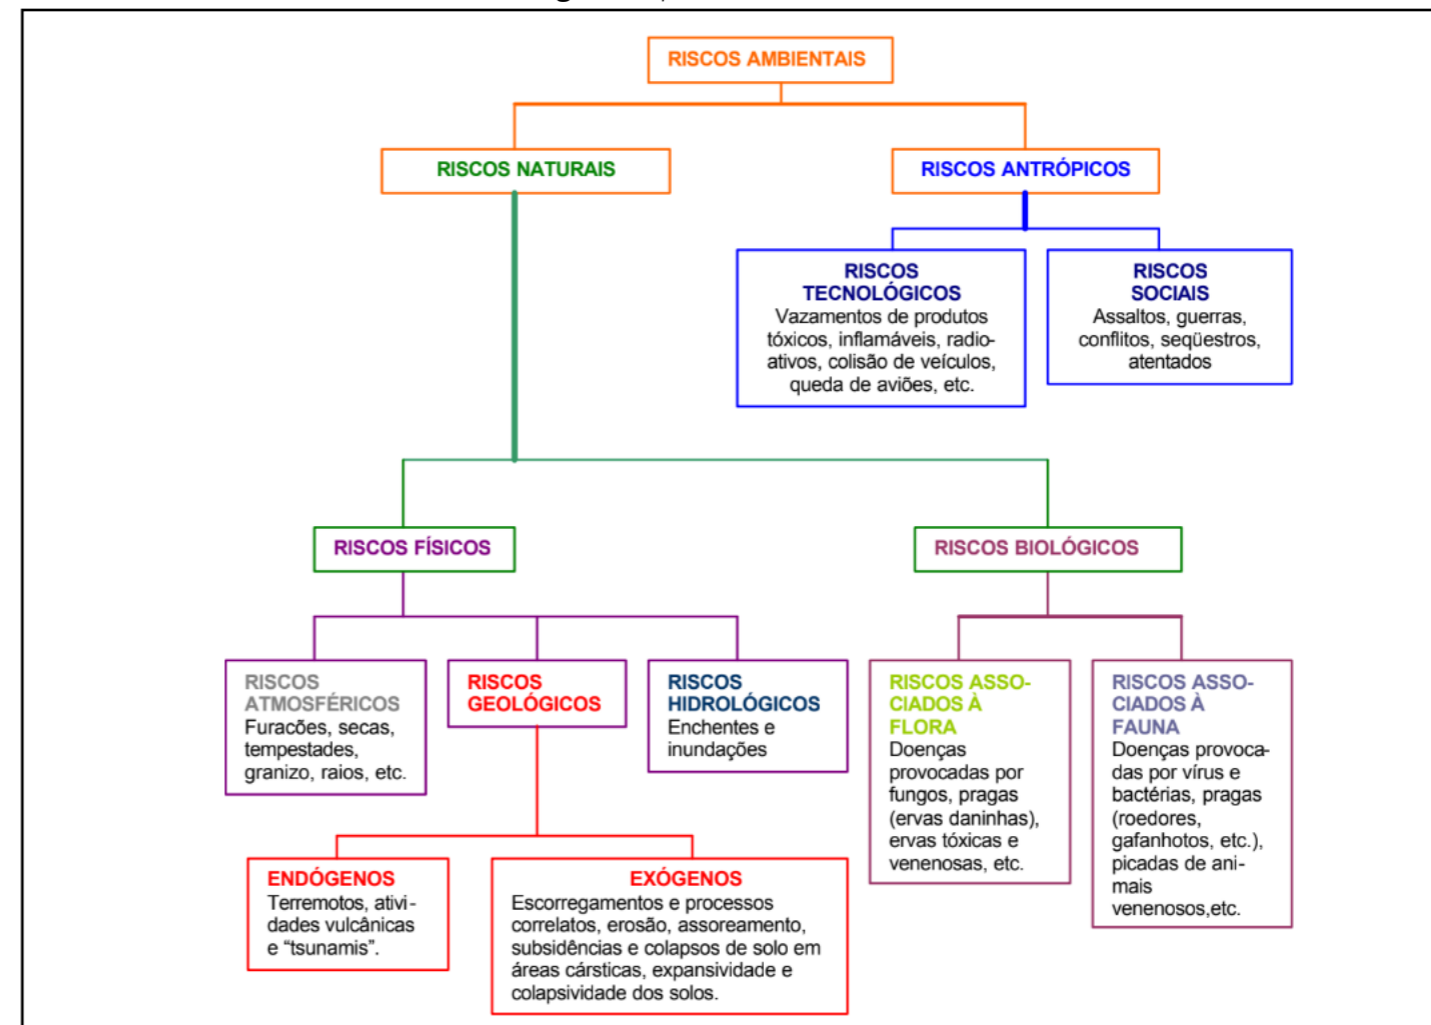 RISCOS AMBIENTAIS
RISCOS NATURAIS
RISCOS ANTRÓPICOS
RISCOS
TECNOLÓGICOS
Vazamentos de produtos
tóxicos, inflamáveis, radio-
ativos, colisão de veículos,
queda de aviões, etc.
RISCOS
SOCIAIS
Assaltos, guerras,
conflitos, seqüestros,
atentados
RISCOS FÍSICOS
RISCOS BIOLÓGICOS
RISCOS
ATMOSFÉRICOS
Furacões, secas,
tempestades,
granizo, raios, etc.
RISCOS
GEOLÓGICOS
RISCOS
HIDROLÓGICOS
Enchentes e
inundações
RISCOS ASSO-
CIADOS À
FLORA
Doenças
provocadas por
fungos, pragas
(ervas daninhas),
ervas tóxicas e
venenosas, etc.
RISCOS ASSO-
CIADOS À
FAUNA
Doenças provoca-
das por vírus e
bactérias, pragas
(roedores,
gafanhotos, etc.),
picadas de ani-
mais
venenosos,etc.
ENDÓGENOS
Terremotos, ativi-
dades vulcânicas
e “tsunamis”.
EXÓGENOS
Escorregamentos e processos
correlatos, erosão, assoreamento,
subsidências e colapsos de solo em
áreas cársticas, expansividade e
colapsividade dos solos.